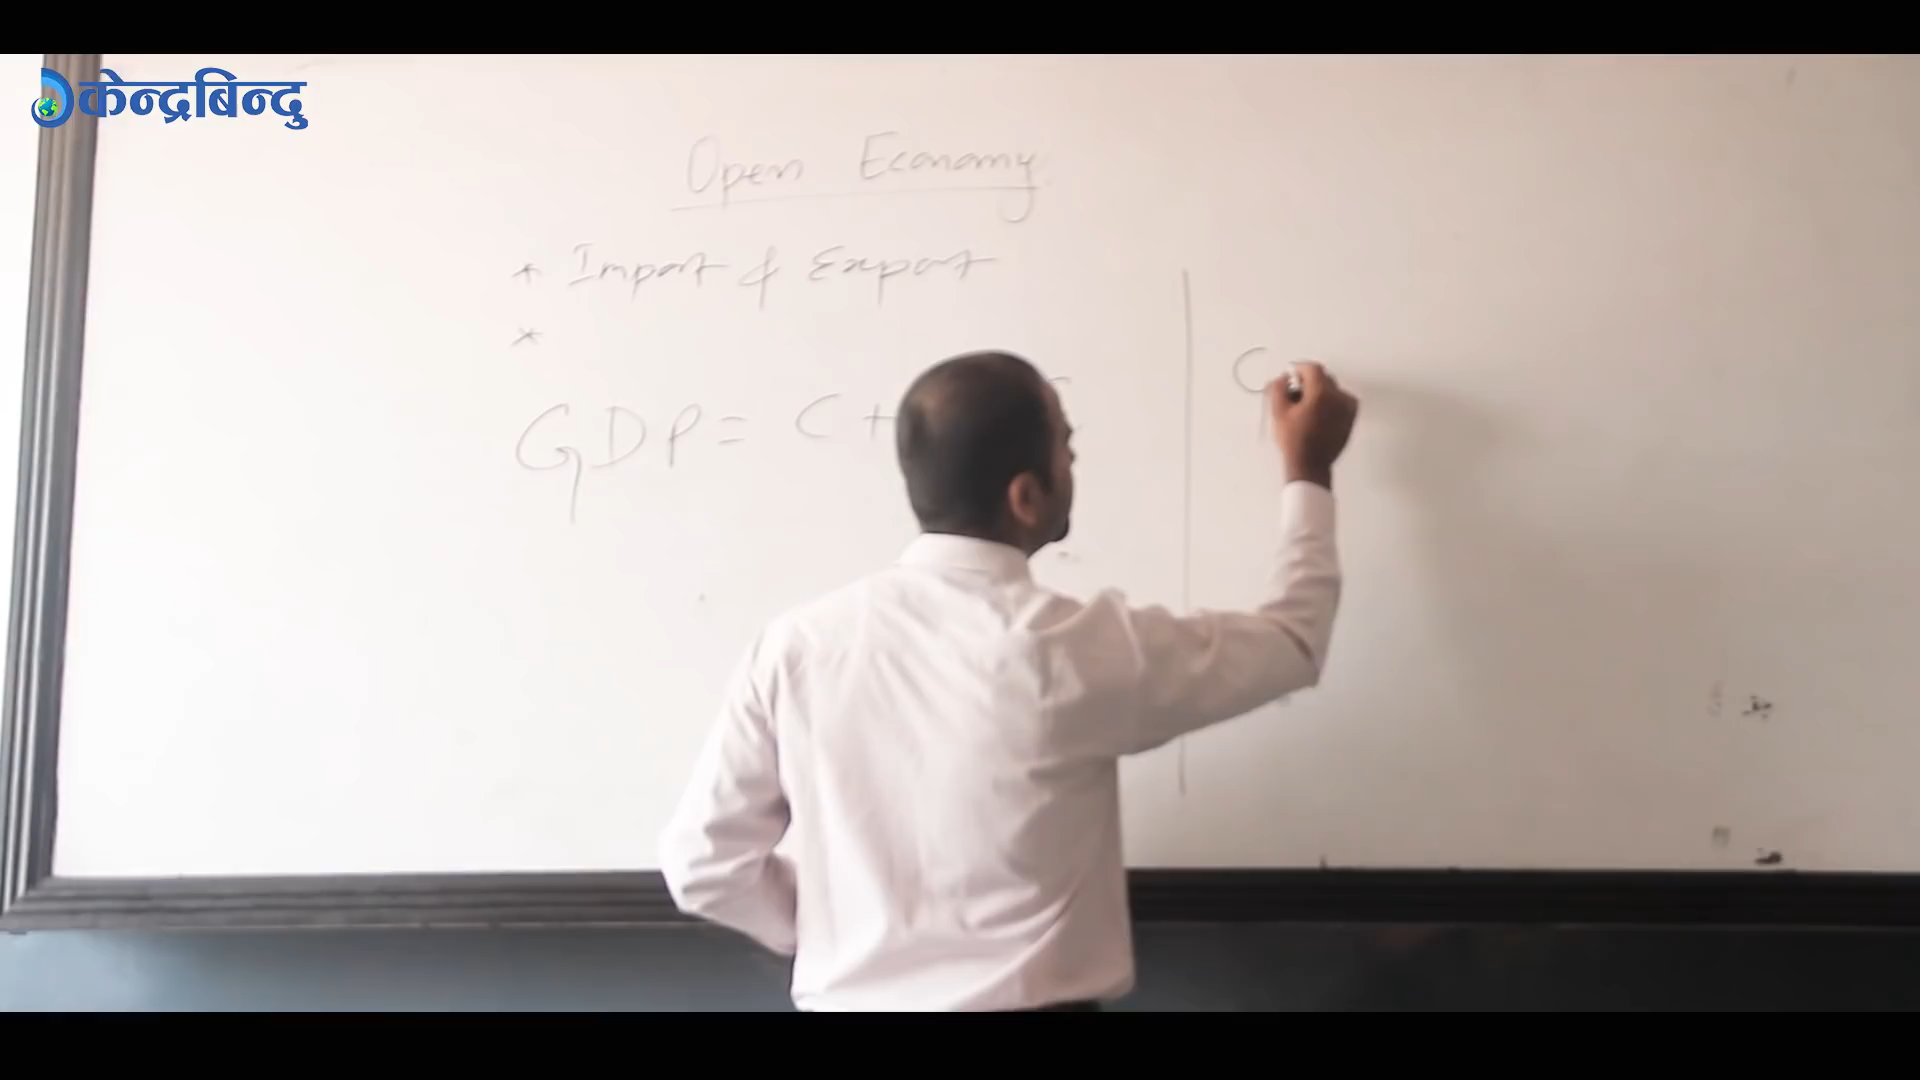 केन्द्रबिन्दु
Open Economy
* Import & Export
*
GDP = C +
G